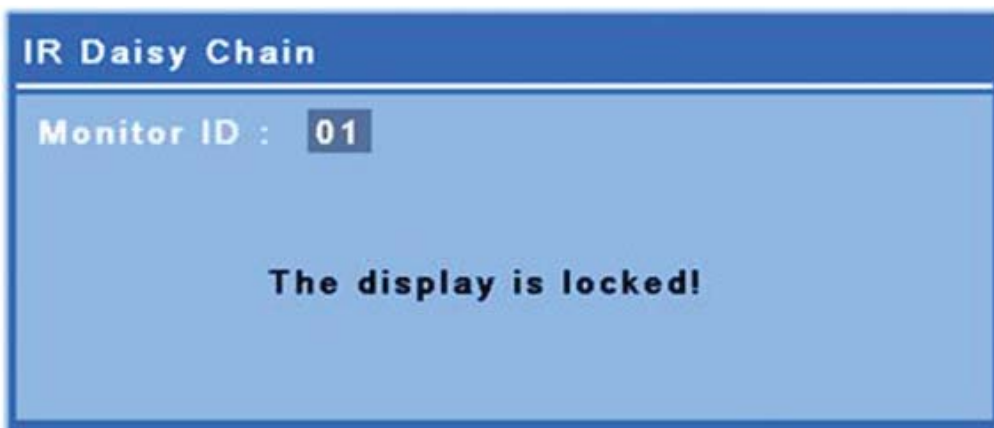 IR Daisy Chain
Monitor ID : 01
The display is locked!